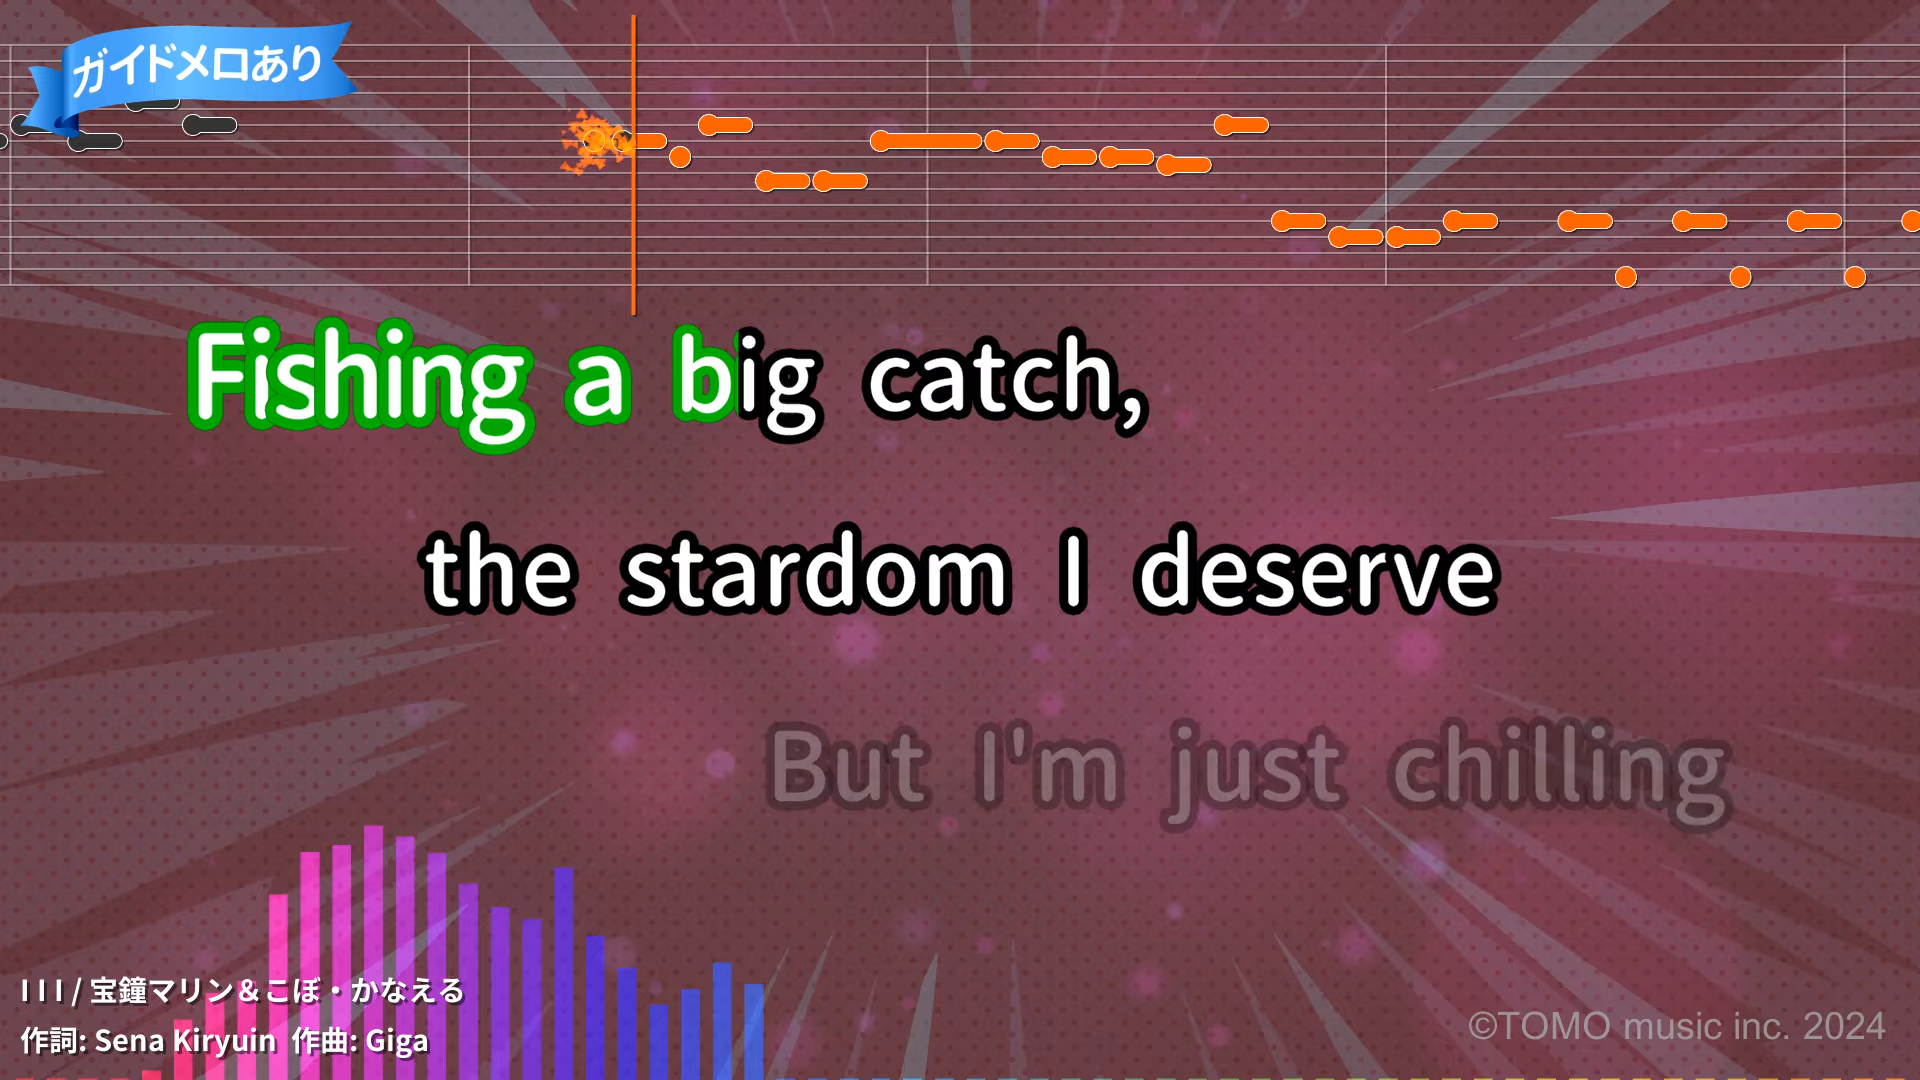 ガイドメロあり
Fishing a big catch,
the stardom I deserve
But I'm just chilling
I I I / 宝鐘マリン&こぼ・かなえる
作詞: Sena Kiryuin 作曲: Giga
©TOMO music inc. 2024